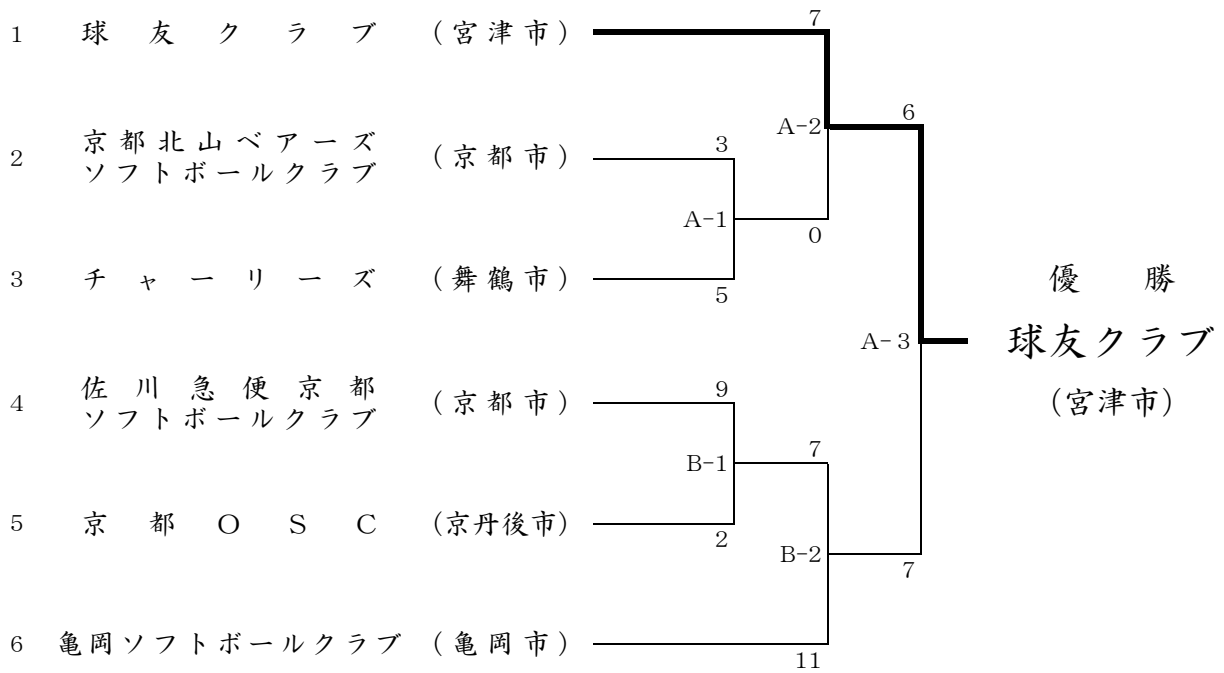 7
1 球友クラブ (宮津市)
6
A-2
2 京都北山ベアーズ
ソフトボールクラブ (京都市)
3
A-1
0
3 チャーリーズ (舞鶴市)
5
優勝
A-3
球友クラブ
(宮津市)
4 佐川急便京都
ソフトボールクラブ (京都市)
9
7
B-1
5 京都OSC (京丹後市)
2
B-2
7
6 亀岡ソフトボールクラブ (亀岡市)
11